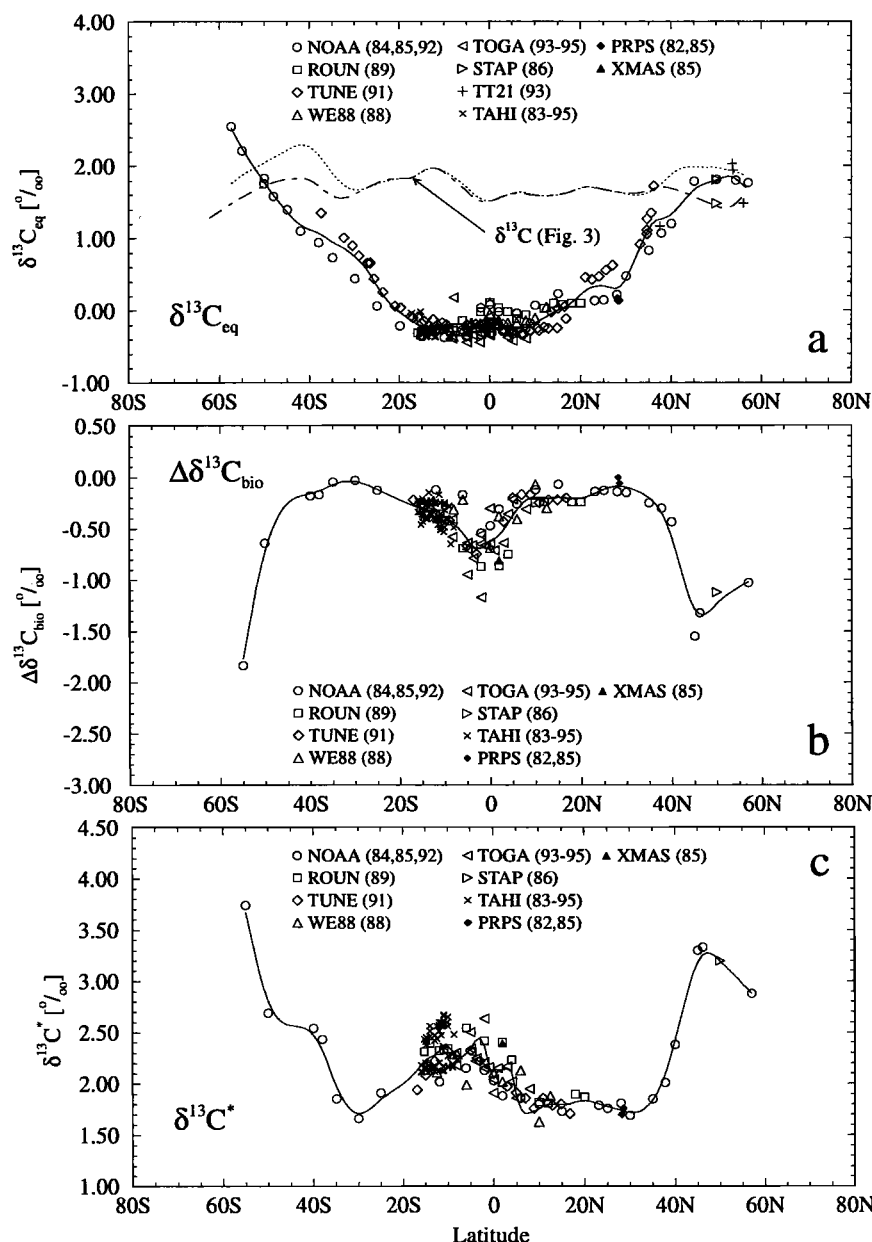 4.00
3.00
2.00
1.00
0.00
-1.00
δ¹³C_eq [°/∞]
○ NOAA (84,85,92)
□ ROUN (89)
◇ TUNE (91)
△ WE88 (88)
◁ TOGA (93-95)
▷ STAP (86)
+ TT21 (93)
× TAHI (83-95)
◆ PRPS (82,85)
▲ XMAS (85)
δ¹³C (Fig. 3)
δ¹³C_eq
a
80S 60S 40S 20S 0 20N 40N 60N 80N
0.50
0.00
-0.50
-1.00
-1.50
-2.00
-2.50
-3.00
Δδ¹³C_bio [°/∞]
Δδ¹³C_bio
○ NOAA (84,85,92)
□ ROUN (89)
◇ TUNE (91)
△ WE88 (88)
◁ TOGA (93-95)
▷ STAP (86)
× TAHI (83-95)
◆ PRPS (82,85)
▲ XMAS (85)
b
80S 60S 40S 20S 0 20N 40N 60N 80N
4.50
4.00
3.50
3.00
2.50
2.00
1.50
1.00
δ¹³C* [°/∞]
○ NOAA (84,85,92)
□ ROUN (89)
◇ TUNE (91)
△ WE88 (88)
◁ TOGA (93-95)
▷ STAP (86)
× TAHI (83-95)
◆ PRPS (82,85)
▲ XMAS (85)
c
δ¹³C*
80S 60S 40S 20S 0 20N 40N 60N 80N
Latitude